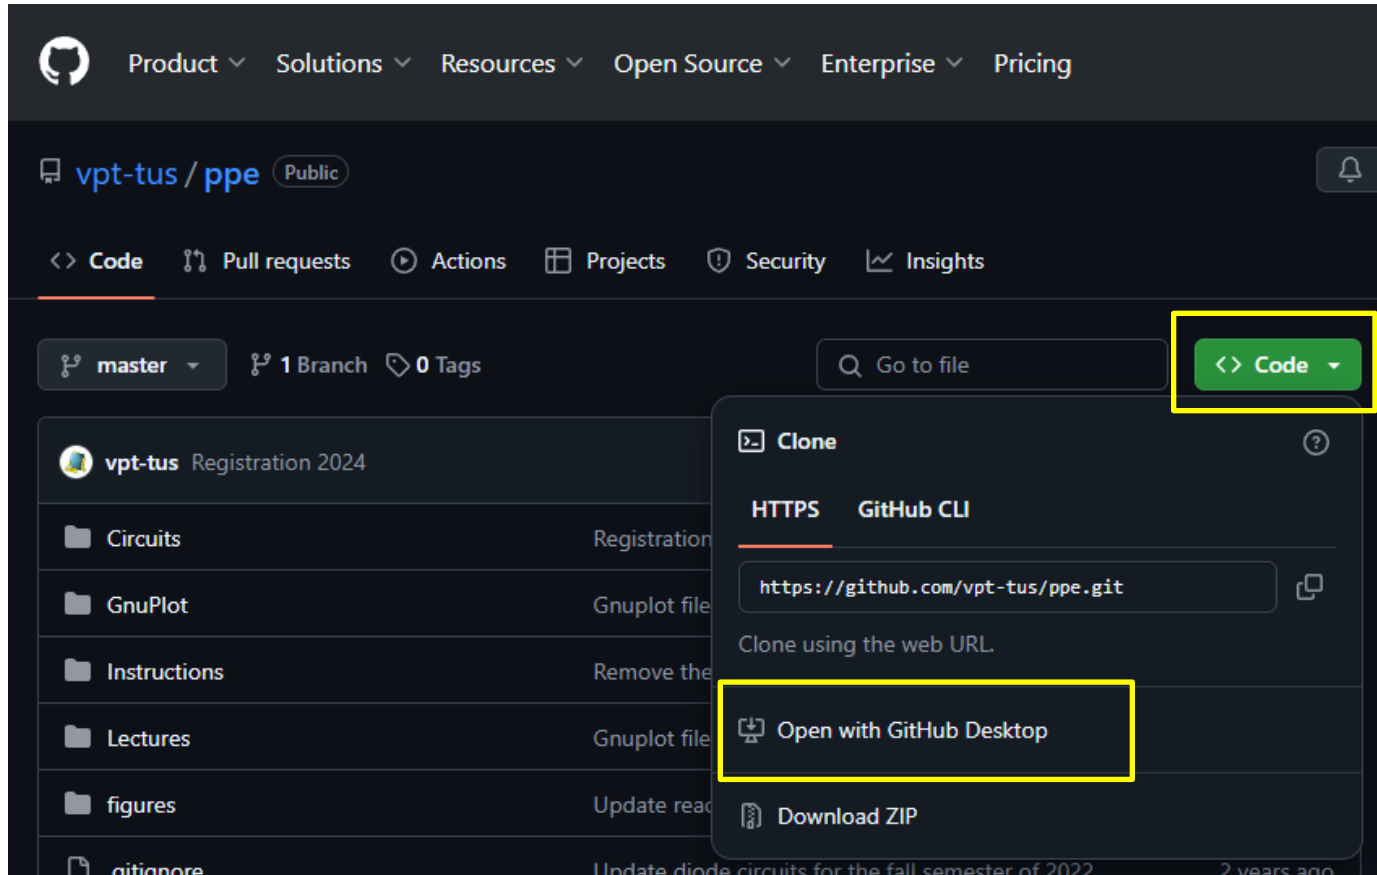 Product Solutions Resources Open Source Enterprise Pricing
vpt-tus / ppe Public
Code Pull requests Actions Projects Security Insights
master 1 Branch 0 Tags Go to file Code
vpt-tus Registration 2024
Clone
HTTPS GitHub CLI
https://github.com/vpt-tus/ppe.git
Clone using the web URL.
Open with GitHub Desktop
Download ZIP
Circuits Registration
GnuPlot Gnuplot file
Instructions Remove the
Lectures Gnuplot file
figures Update read
.gitignore Update diode circuits for the fall semester of 2022 2 years ago